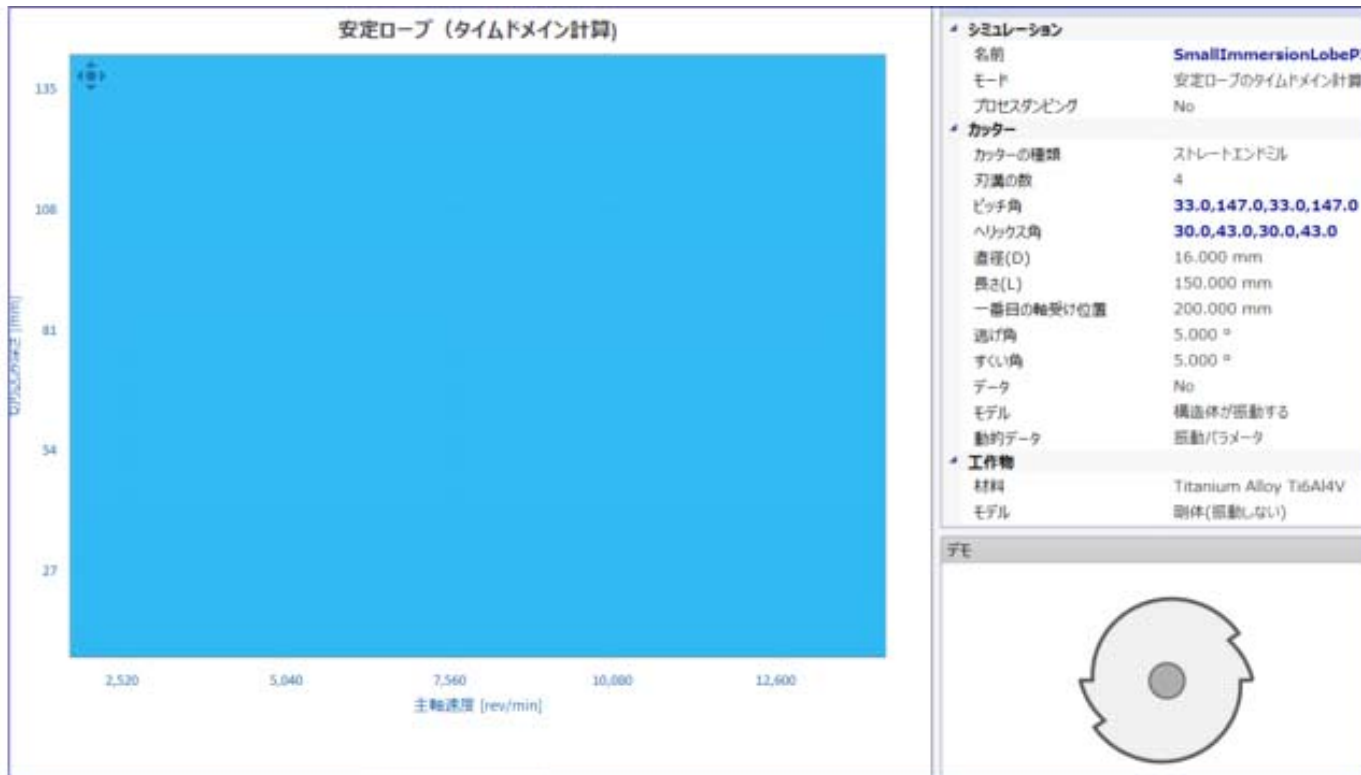 安定ローブ（タイムドメイン計算)
135
108
81
54
27
切り込み深さ [mm]
2,520 5,040 7,560 10,080 12,600
主軸速度 [rev/min]
シミュレーション
名前 SmallImmersionLobeP
モード 安定ローブのタイムドメイン計算
プロセスダンピング No
カッター
カッターの種類 ストレートエンドミル
刃溝の数 4
ピッチ角 33.0,147.0,33.0,147.0
ヘリックス角 30.0,43.0,30.0,43.0
直径(D) 16.000 mm
長さ(L) 150.000 mm
一番目の軸受け位置 200.000 mm
逃げ角 5.000 °
すくい角 5.000 °
データ No
モデル 構造体が振動する
動的データ 振動パラメータ
工作物
材料 Titanium Alloy Ti6Al4V
モデル 剛体(振動しない)
デモ